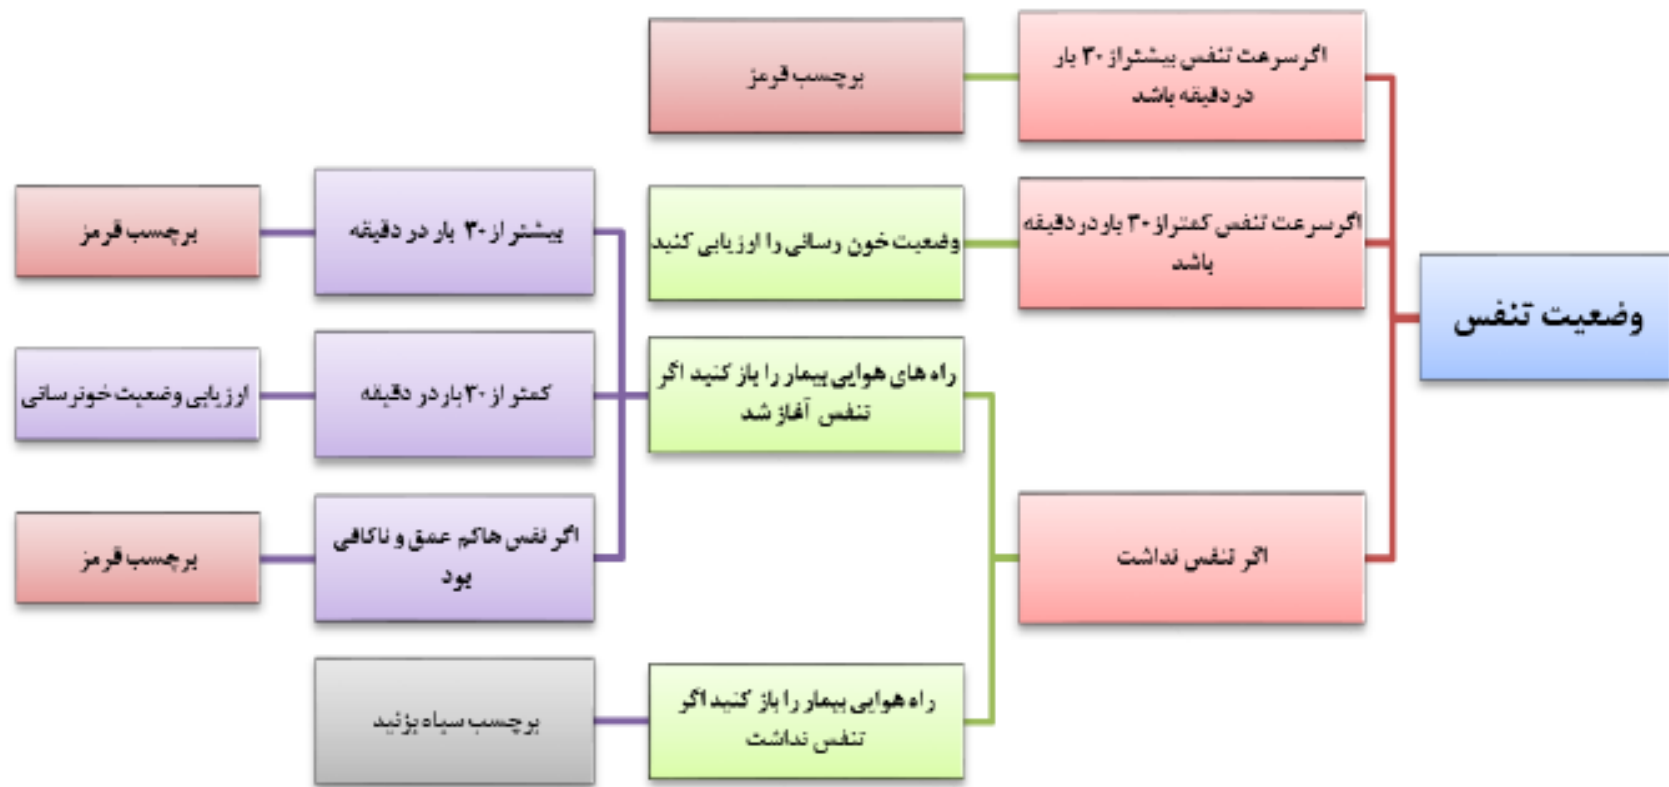 وضعیت تنفس
اگر سرعت تنفس بیشتر از ۳۰ بار
در دقیقه باشد
برچسب قرمز
اگر سرعت تنفس کمتر از ۳۰ بار در دقیقه
باشد
وضعیت خون رسانی را ارزیابی کنید
اگر تنفس نداشت
راه های هوایی بیمار را باز کنید اگر
تنفس آغاز شد
بیشتر از ۳۰ بار در دقیقه
برچسب قرمز
کمتر از ۳۰ بار در دقیقه
ارزیابی وضعیت خونرسانی
اگر نفس ها کم عمق و ناکافی
بود
برچسب قرمز
راه هوایی بیمار را باز کنید اگر
تنفس نداشت
برچسب سیاه بزنید